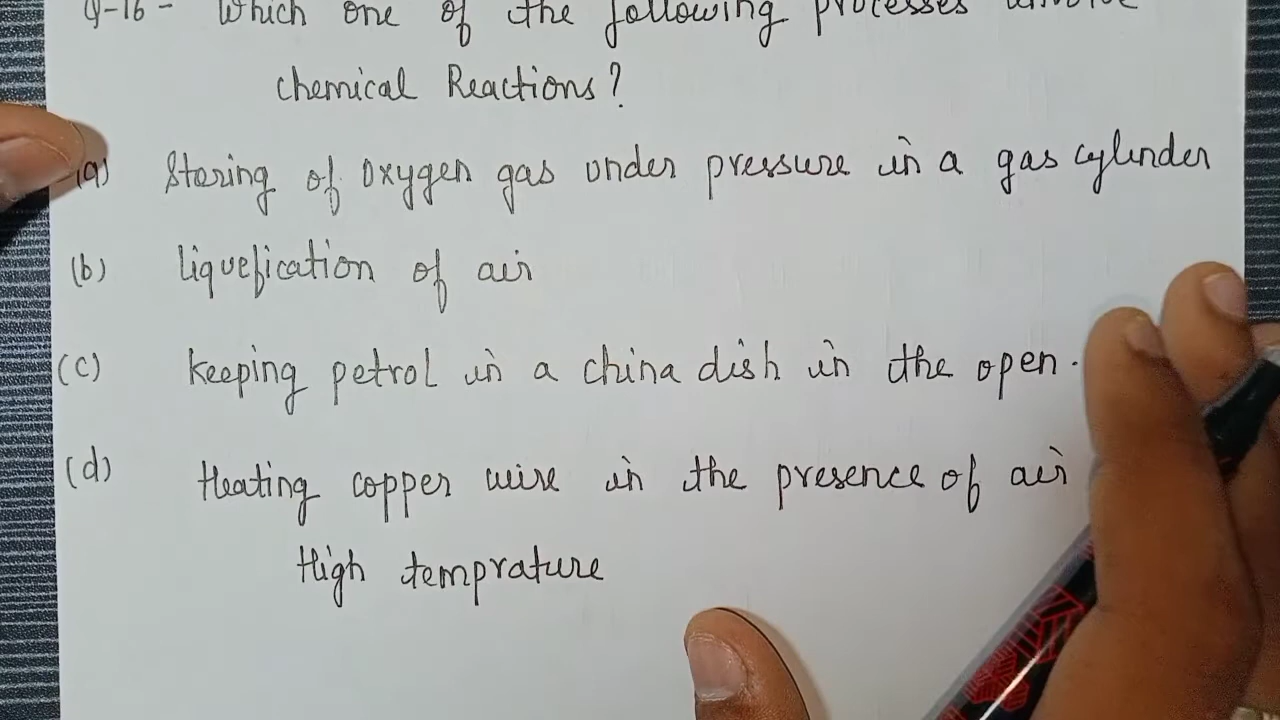 Q-16 - Which one of the following processes involve
chemical Reactions?
(a) Storing of oxygen gas under pressure in a gas cylinder
(b) liquefication of air
(c) keeping petrol in a china dish in the open.
(d) Heating copper wire in the presence of air
High temprature